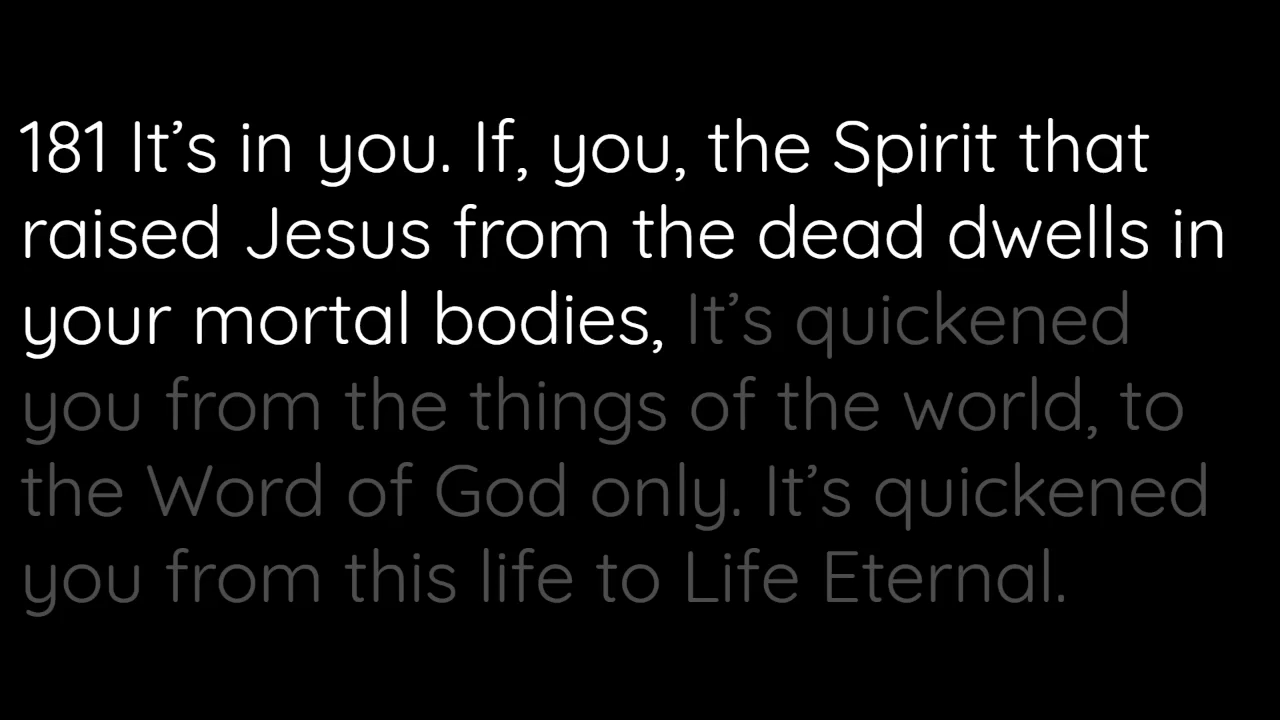 181 It’s in you. If, you, the Spirit that
raised Jesus from the dead dwells in
your mortal bodies, It’s quickened
you from the things of the world, to
the Word of God only. It’s quickened
you from this life to Life Eternal.